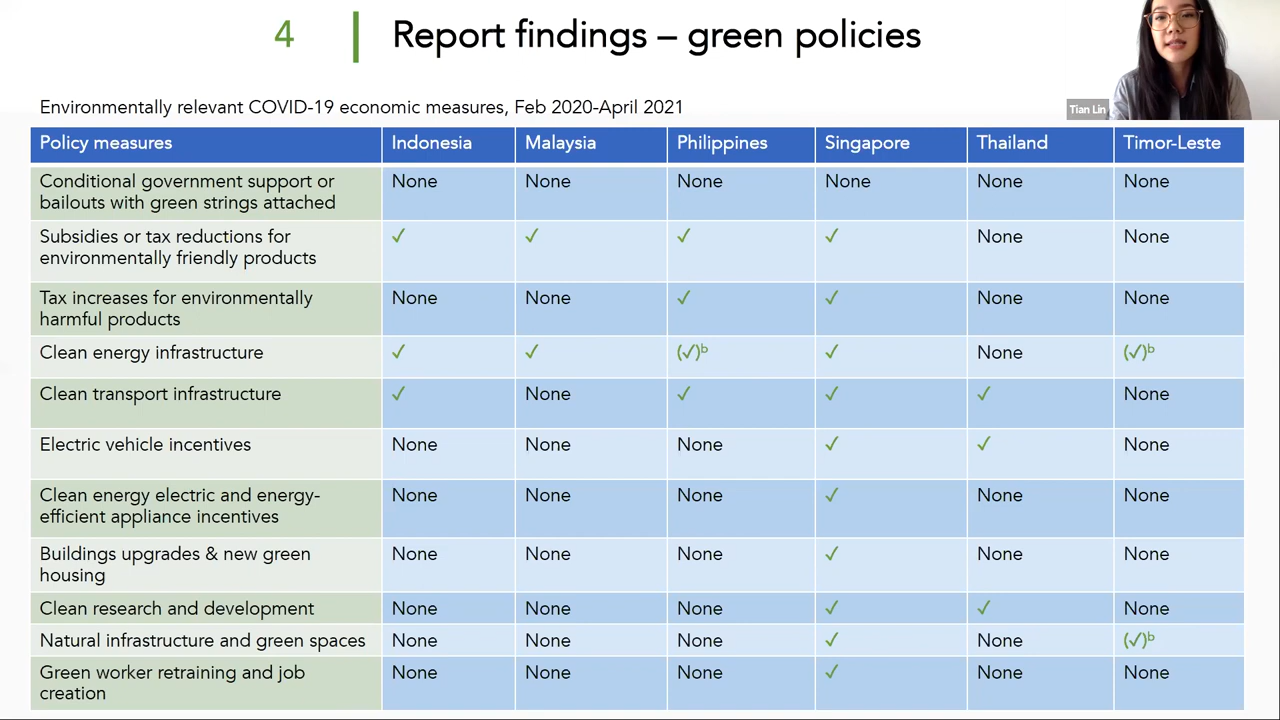 4 Report findings – green policies
Tian Lin
Environmentally relevant COVID-19 economic measures, Feb 2020-April 2021
Policy measures Indonesia Malaysia Philippines Singapore Thailand Timor-Leste
Conditional government support or
bailouts with green strings attached None None None None None None
Subsidies or tax reductions for
environmentally friendly products ✓ ✓ ✓ ✓ None None
Tax increases for environmentally
harmful products None None ✓ ✓ None None
Clean energy infrastructure ✓ ✓ (✓)ᵇ ✓ None (✓)ᵇ
Clean transport infrastructure ✓ None ✓ ✓ ✓ None
Electric vehicle incentives None None None ✓ ✓ None
Clean energy electric and energy-
efficient appliance incentives None None None ✓ None None
Buildings upgrades & new green
housing None None None ✓ None None
Clean research and development None None None ✓ ✓ None
Natural infrastructure and green spaces None None None ✓ None (✓)ᵇ
Green worker retraining and job
creation None None None ✓ None None